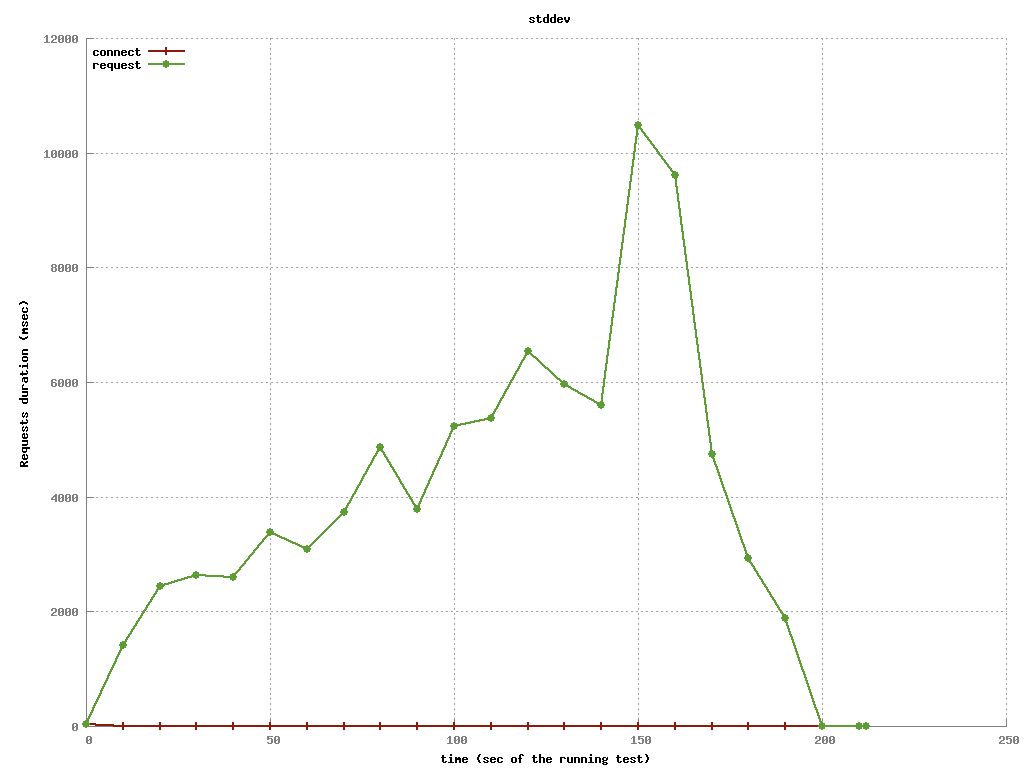 stddev
12000
connect
request
10000
8000
6000
4000
2000
0
Requests duration (msec)
0 50 100 150 200 250
time (sec of the running test)